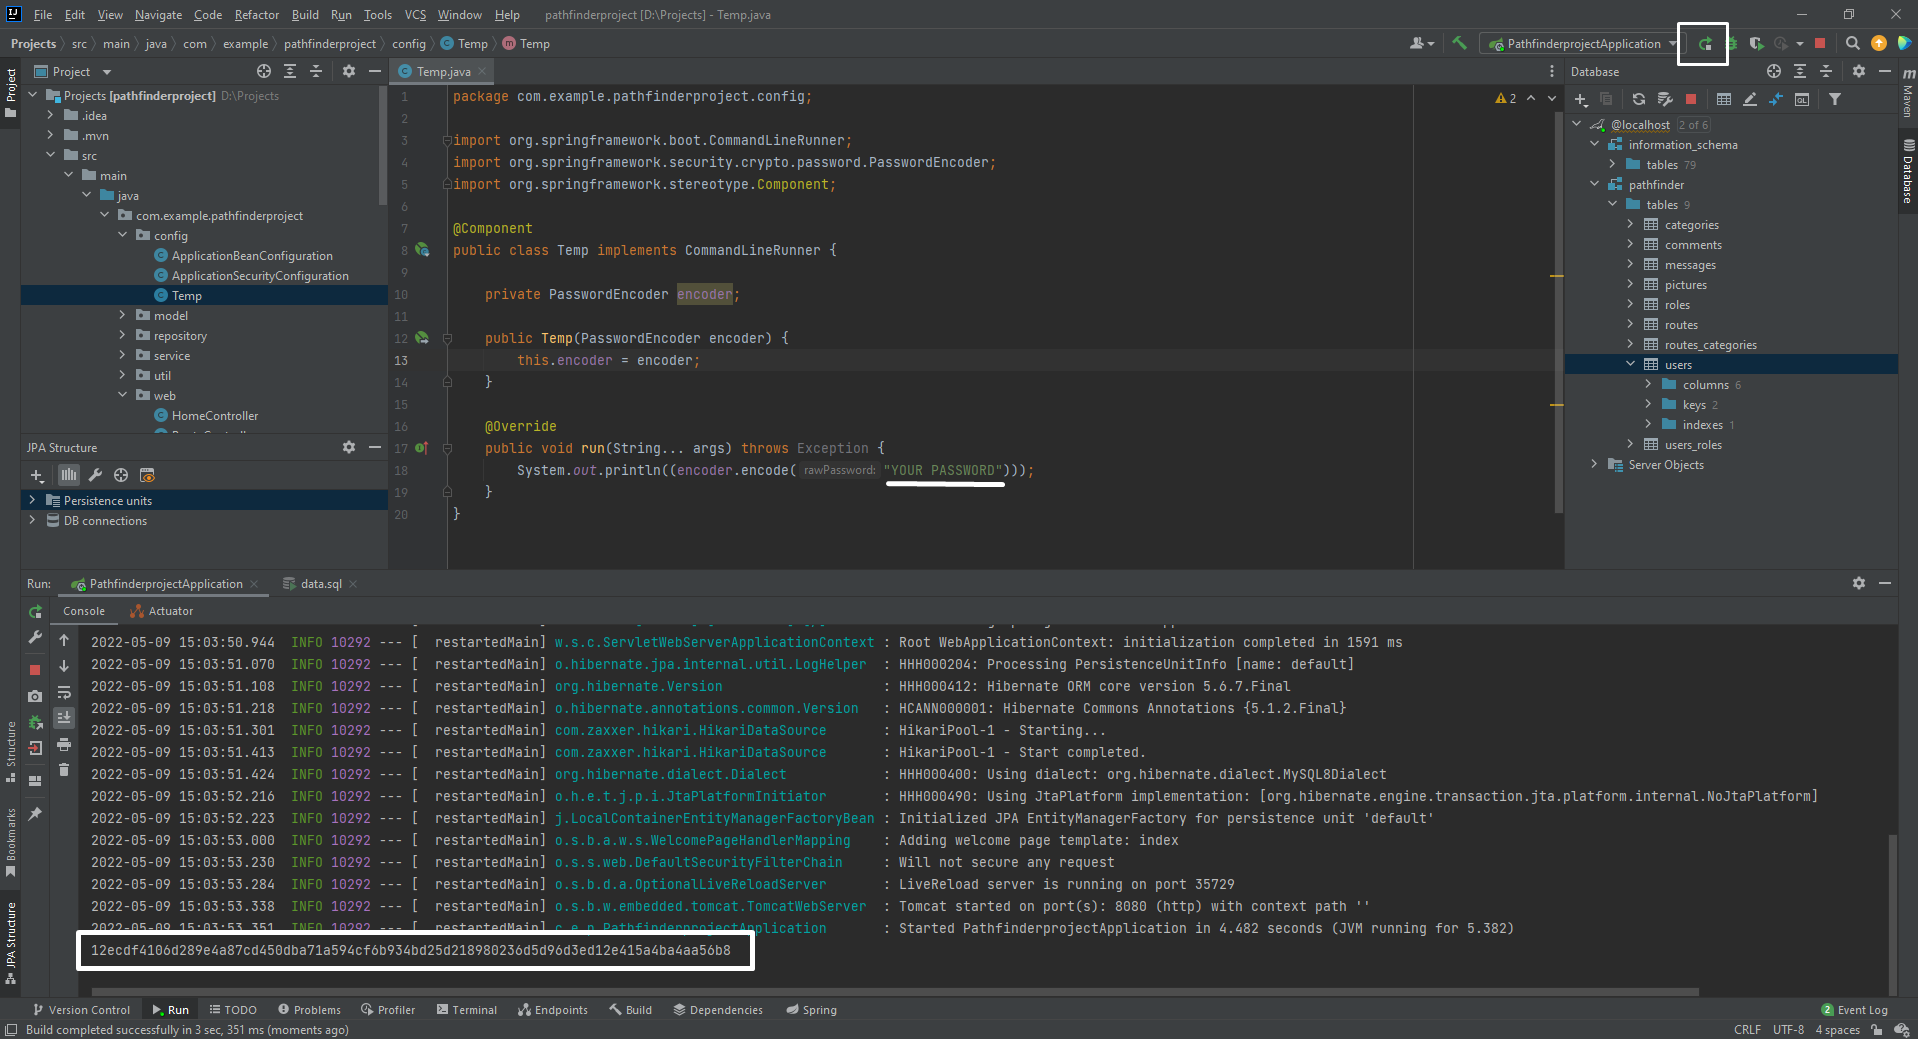 File Edit View Navigate Code Refactor Build Run Tools VCS Window Help pathfinderproject [D:\Projects] - Temp.java
Projects src main java com example pathfinderproject config Temp Temp
PathfinderprojectApplication
Project
Projects [pathfinderproject] D:\Projects
.idea
.mvn
src
main
java
com.example.pathfinderproject
config
ApplicationBeanConfiguration
ApplicationSecurityConfiguration
Temp
model
repository
service
util
web
HomeController
JPA Structure
Persistence units
DB connections
Temp.java
1 package com.example.pathfinderproject.config;
2
3 import org.springframework.boot.CommandLineRunner;
4 import org.springframework.security.crypto.password.PasswordEncoder;
5 import org.springframework.stereotype.Component;
6
7 @Component
8 public class Temp implements CommandLineRunner {
9
10 private PasswordEncoder encoder;
11
12 public Temp(PasswordEncoder encoder) {
13 this.encoder = encoder;
14 }
15
16 @Override
17 public void run(String... args) throws Exception {
18 System.out.println((encoder.encode( rawPassword: "YOUR PASSWORD")));
19 }
20 }
2
Database
@localhost 2 of 6
information_schema
tables 79
pathfinder
tables 9
categories
comments
messages
pictures
roles
routes
routes_categories
users
columns 6
keys 2
indexes 1
users_roles
Server Objects
Maven
Database
Project
Structure
Bookmarks
JPA Structure
Run: PathfinderprojectApplication data.sql
Console Actuator
2022-05-09 15:03:50.944 INFO 10292 --- [ restartedMain] w.s.c.ServletWebServerApplicationContext : Root WebApplicationContext: initialization completed in 1591 ms
2022-05-09 15:03:51.070 INFO 10292 --- [ restartedMain] o.hibernate.jpa.internal.util.LogHelper : HHH000204: Processing PersistenceUnitInfo [name: default]
2022-05-09 15:03:51.108 INFO 10292 --- [ restartedMain] org.hibernate.Version : HHH000412: Hibernate ORM core version 5.6.7.Final
2022-05-09 15:03:51.218 INFO 10292 --- [ restartedMain] o.hibernate.annotations.common.Version : HCANN000001: Hibernate Commons Annotations {5.1.2.Final}
2022-05-09 15:03:51.301 INFO 10292 --- [ restartedMain] com.zaxxer.hikari.HikariDataSource : HikariPool-1 - Starting...
2022-05-09 15:03:51.413 INFO 10292 --- [ restartedMain] com.zaxxer.hikari.HikariDataSource : HikariPool-1 - Start completed.
2022-05-09 15:03:51.424 INFO 10292 --- [ restartedMain] org.hibernate.dialect.Dialect : HHH000400: Using dialect: org.hibernate.dialect.MySQL8Dialect
2022-05-09 15:03:52.216 INFO 10292 --- [ restartedMain] o.h.e.t.j.p.i.JtaPlatformInitiator : HHH000490: Using JtaPlatform implementation: [org.hibernate.engine.transaction.jta.platform.internal.NoJtaPlatform]
2022-05-09 15:03:52.223 INFO 10292 --- [ restartedMain] j.LocalContainerEntityManagerFactoryBean : Initialized JPA EntityManagerFactory for persistence unit 'default'
2022-05-09 15:03:53.000 INFO 10292 --- [ restartedMain] o.s.b.a.w.s.WelcomePageHandlerMapping : Adding welcome page template: index
2022-05-09 15:03:53.230 INFO 10292 --- [ restartedMain] o.s.s.web.DefaultSecurityFilterChain : Will not secure any request
2022-05-09 15:03:53.284 INFO 10292 --- [ restartedMain] o.s.b.d.a.OptionalLiveReloadServer : LiveReload server is running on port 35729
2022-05-09 15:03:53.338 INFO 10292 --- [ restartedMain] o.s.b.w.embedded.tomcat.TomcatWebServer : Tomcat started on port(s): 8080 (http) with context path ''
2022-05-09 15:03:53.351 INFO 10292 --- [ restartedMain] c.e.p.PathfinderprojectApplication : Started PathfinderprojectApplication in 4.482 seconds (JVM running for 5.382)
12ecdf4106d289e4a87cd450dba71a594cf6b934bd25d218980236d5d96d3ed12e415a4ba4aa56b8
Version Control Run TODO Problems Profiler Terminal Endpoints Build Dependencies Spring 2 Event Log
Build completed successfully in 3 sec, 351 ms (moments ago) CRLF UTF-8 4 spaces